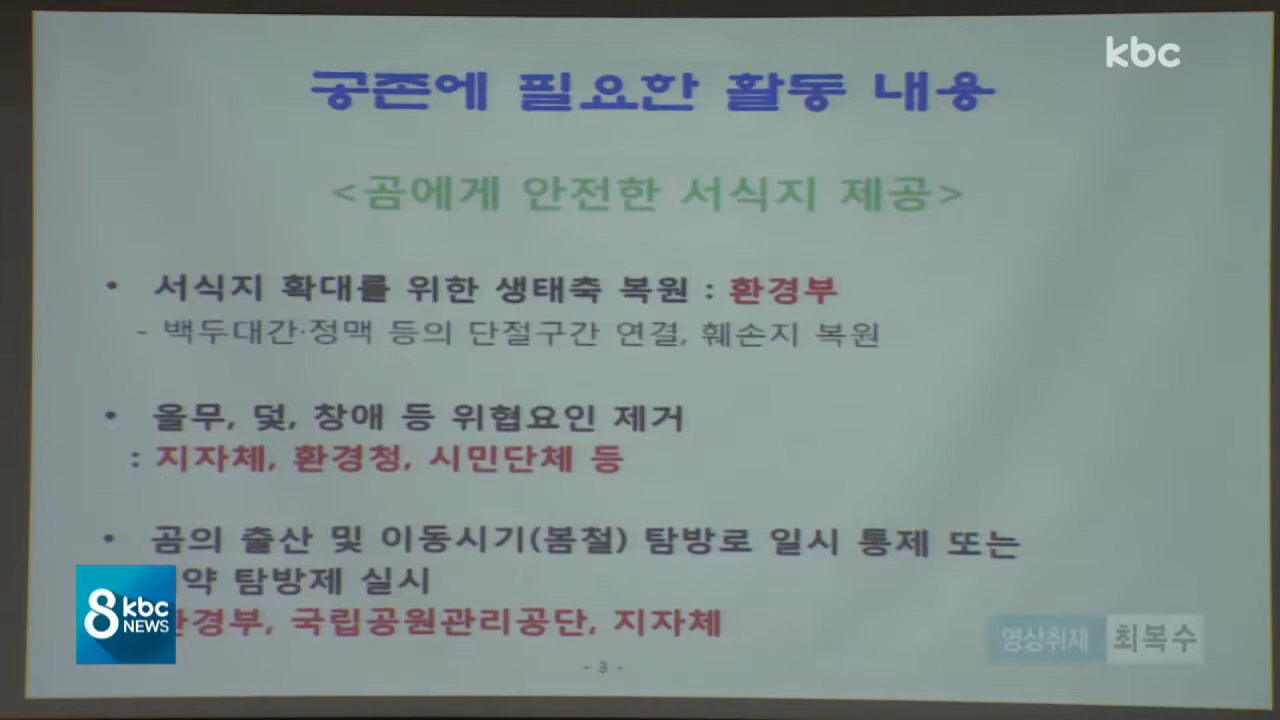 kbc
공존에 필요한 활동 내용
<곰에게 안전한 서식지 제공>
• 서식지 확대를 위한 생태축 복원 : 환경부
- 백두대간·정맥 등의 단절구간 연결, 훼손지 복원
• 올무, 덫, 창애 등 위협요인 제거
: 지자체, 환경청, 시민단체 등
• 곰의 출산 및 이동시기(봄철) 탐방로 일시 통제 또는
탐방제 실시
국립공원관리공단, 지자체
8 kbc
NEWS
영상취재 최복수
- 3 -